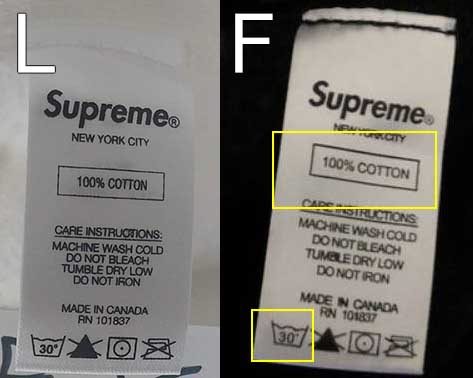 L
Supreme®
NEW YORK CITY
100% COTTON
CARE INSTRUCTIONS:
MACHINE WASH COLD
DO NOT BLEACH
TUMBLE DRY LOW
DO NOT IRON
MADE IN CANADA
RN 101837
30°
F
Supreme®
NEW YORK CITY
100% COTTON
CARE INSTRUCTIONS:
MACHINE WASH COLD
DO NOT BLEACH
TUMBLE DRY LOW
DO NOT IRON
MADE IN CANADA
RN 101837
30°